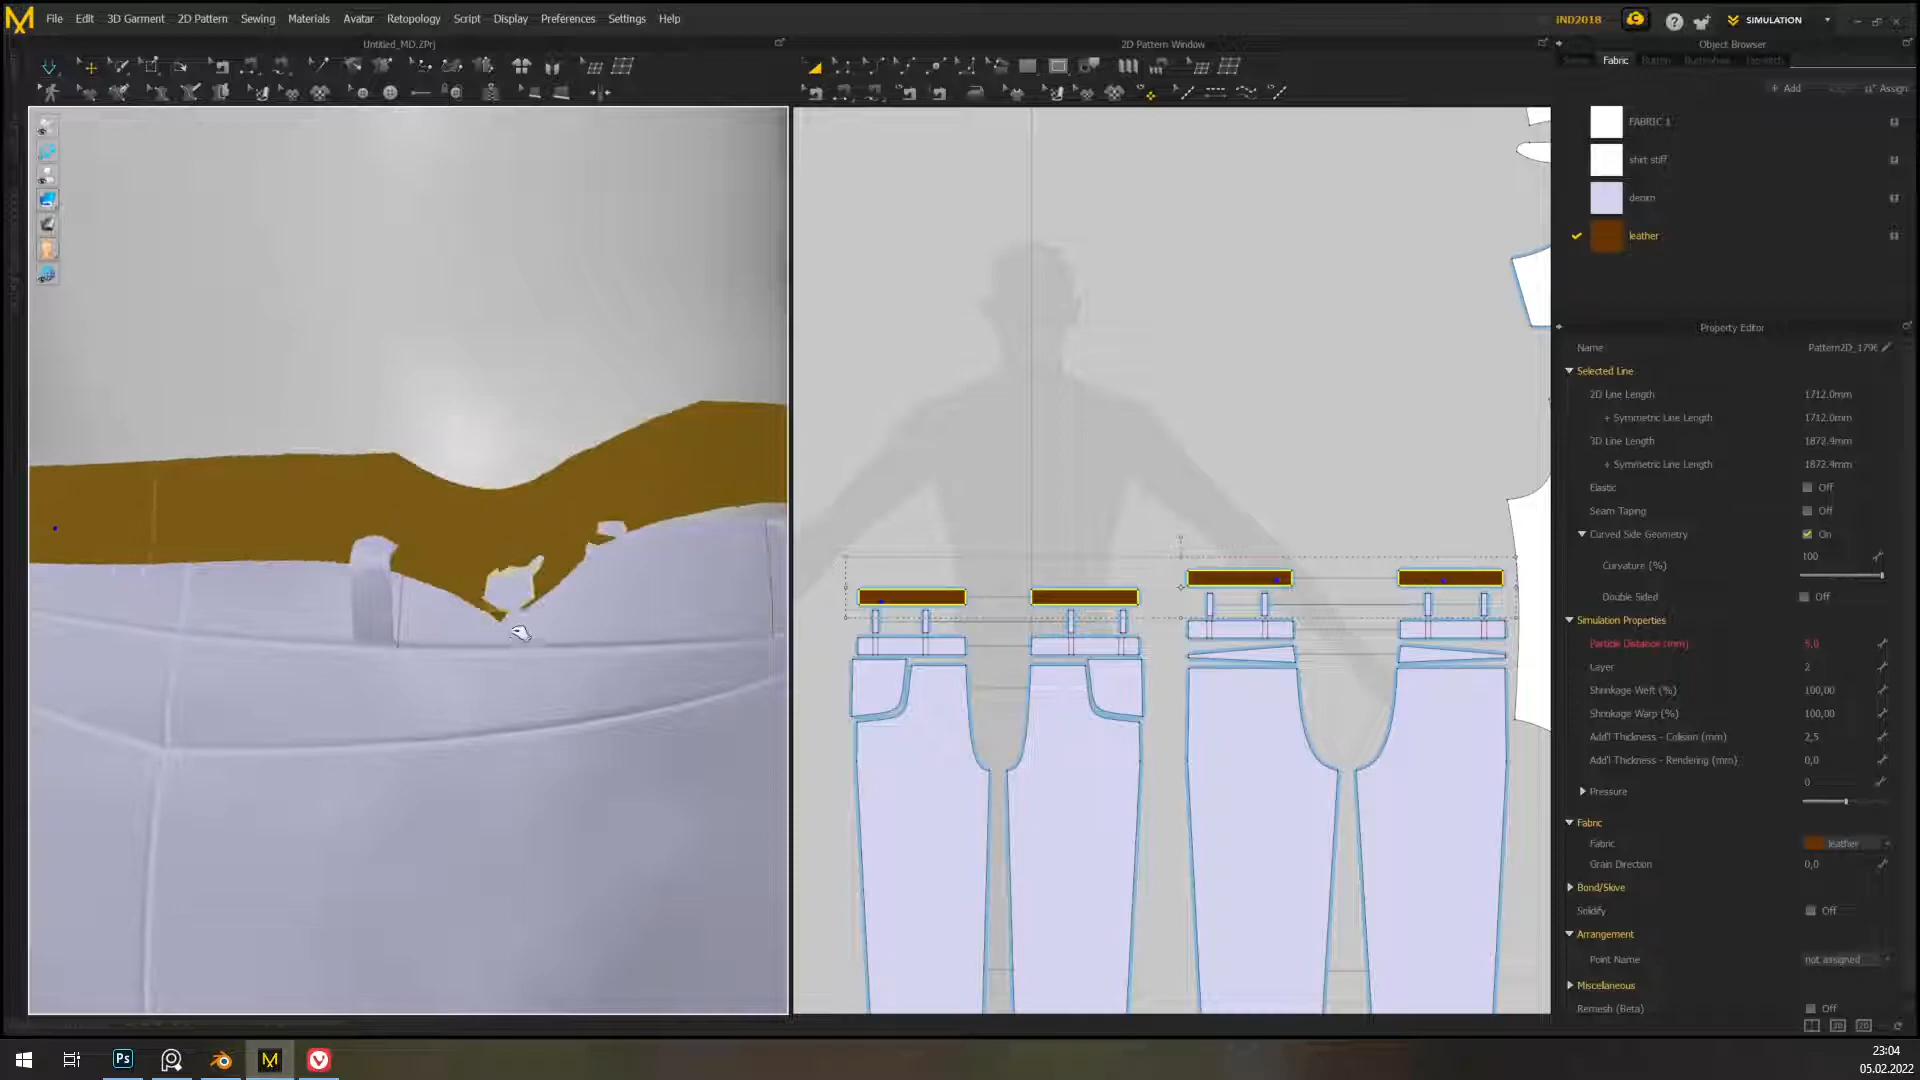 File Edit 3D Garment 2D Pattern Sewing Materials Avatar Retopology Script Display Preferences Settings Help
iND2018
SIMULATION
Untitled_MD.ZPrj
2D Pattern Window
Object Browser
Fabric
Add
Assign
FABRIC 1
shirt stiff
denim
leather
Property Editor
Name Pattern2D_1796
Selected Line
2D Line Length 1712.0mm
+ Symmetric Line Length 1712.0mm
3D Line Length 1872.4mm
+ Symmetric Line Length 1872.4mm
Elastic Off
Seam Taping Off
Curved Side Geometry On
Curvature (%) 100
Double Sided Off
Simulation Properties
Particle Distance (mm) 5,0
Layer 2
Shrinkage Weft (%) 100,00
Shrinkage Warp (%) 100,00
Add'l Thickness - Collision (mm) 2,5
Add'l Thickness - Rendering (mm) 0,0
Pressure 0
Fabric
Fabric leather
Grain Direction 0,0
Bond/Skive
Solidify Off
Arrangement
Point Name not assigned
Miscellaneous
Remesh (Beta) Off
Ps
23:04
05.02.2022